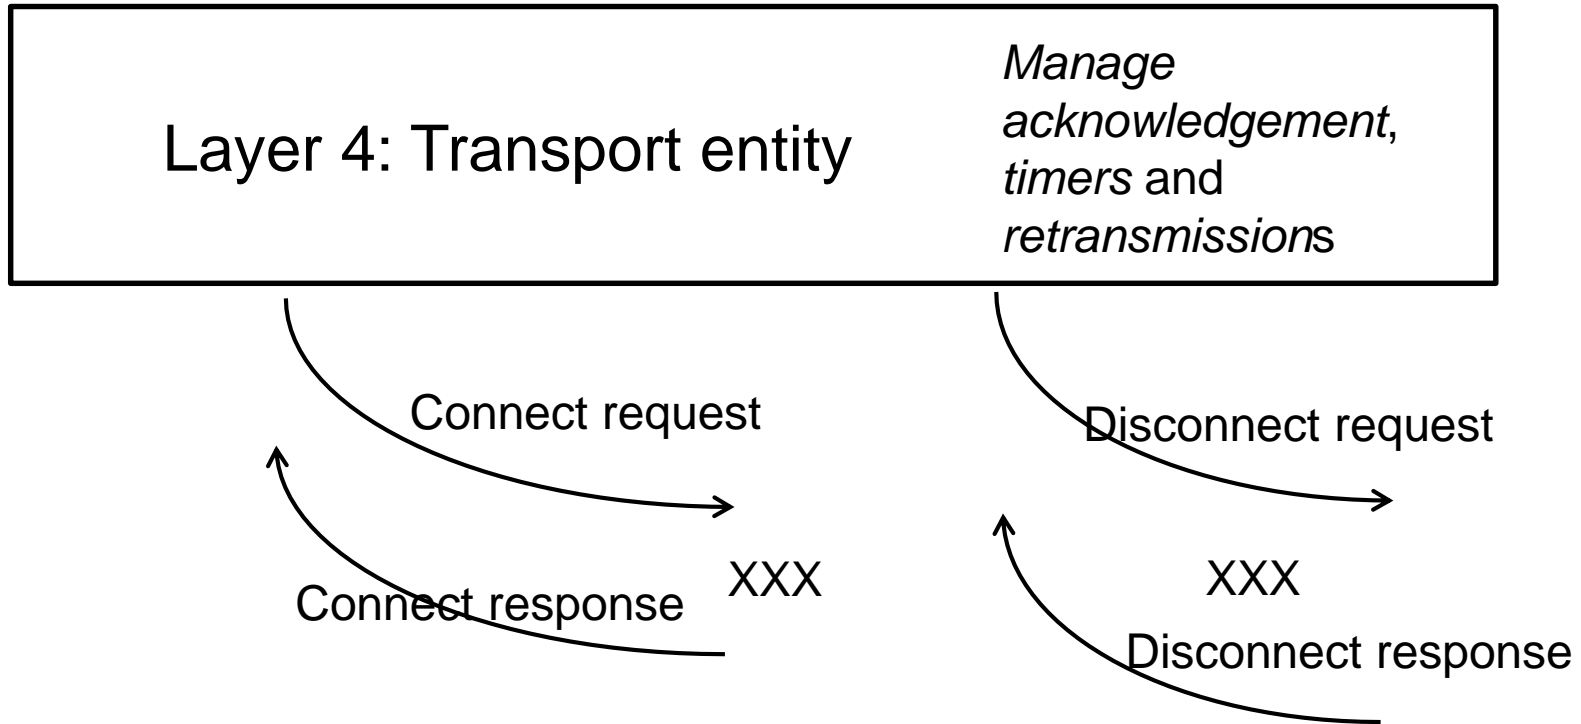 Layer 4: Transport entity
Manage
acknowledgement,
timers and
retransmissions
Connect request
Disconnect request
XXX
Connect response
XXX
Disconnect response